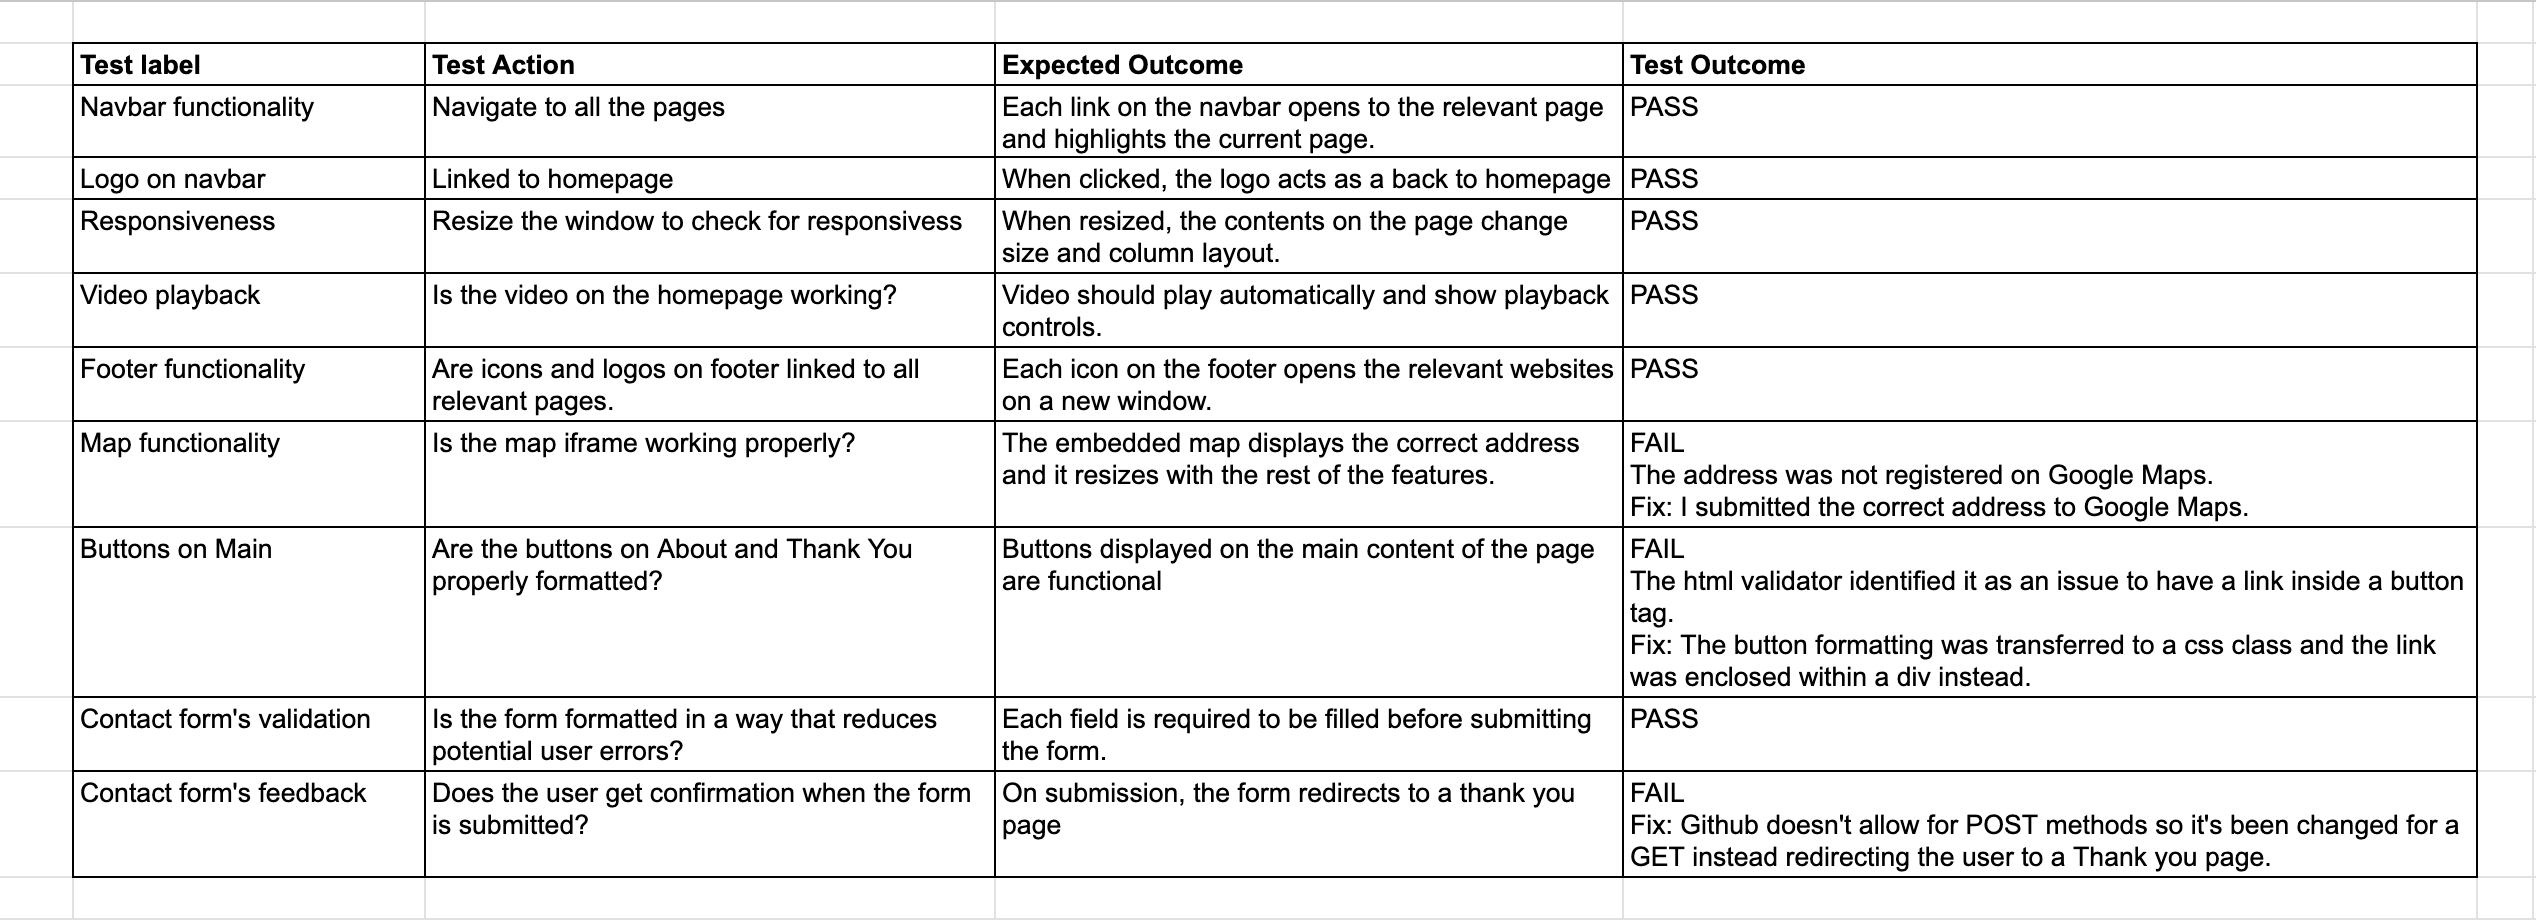 Test label Test Action Expected Outcome Test Outcome
Navbar functionality Navigate to all the pages Each link on the navbar opens to the relevant page PASS
and highlights the current page.
Logo on navbar Linked to homepage When clicked, the logo acts as a back to homepage PASS
Responsiveness Resize the window to check for responsivess When resized, the contents on the page change PASS
size and column layout.
Video playback Is the video on the homepage working? Video should play automatically and show playback PASS
controls.
Footer functionality Are icons and logos on footer linked to all Each icon on the footer opens the relevant websites PASS
relevant pages. on a new window.
Map functionality Is the map iframe working properly? The embedded map displays the correct address FAIL
and it resizes with the rest of the features. The address was not registered on Google Maps.
Fix: I submitted the correct address to Google Maps.
Buttons on Main Are the buttons on About and Thank You Buttons displayed on the main content of the page FAIL
properly formatted? are functional The html validator identified it as an issue to have a link inside a button
tag.
Fix: The button formatting was transferred to a css class and the link
was enclosed within a div instead.
Contact form's validation Is the form formatted in a way that reduces Each field is required to be filled before submitting PASS
potential user errors? the form.
Contact form's feedback Does the user get confirmation when the form On submission, the form redirects to a thank you FAIL
is submitted? page Fix: Github doesn't allow for POST methods so it's been changed for a
GET instead redirecting the user to a Thank you page.